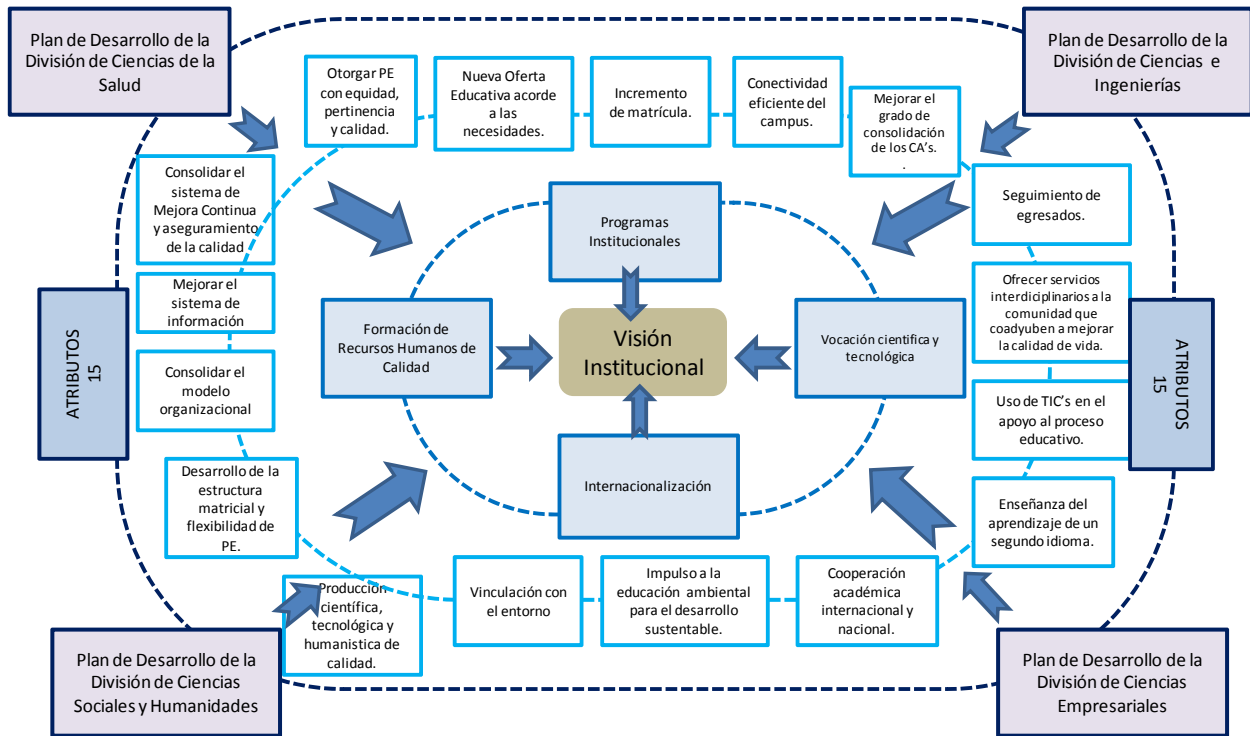 Plan de Desarrollo de la
División de Ciencias de la
Salud
Plan de Desarrollo de la
División de Ciencias e
Ingenierías
Otorgar PE
con equidad,
pertinencia
y calidad.
Nueva Oferta
Educativa acorde
a las
necesidades.
Incremento
de matrícula.
Conectividad
eficiente del
campus.
Mejorar el
grado de
consolidación
de los CA's.
.
Consolidar el
sistema de
Mejora Continua
y aseguramiento
de la calidad
Seguimiento de
egresados.
Programas
Institucionales
Mejorar el
sistema de
información
Ofrecer servicios
interdiciplinarios a la
comunidad que
coadyuben a mejorar
la calidad de vida.
ATRIBUTOS
15
Formación de
Recursos Humanos de
Calidad
Visión
Institucional
Vocación cientifica y
tecnológica
ATRIBUTOS
15
Consolidar el
modelo
organizacional
Uso de TIC's en el
apoyo al proceso
educativo.
Internacionalización
Desarrollo de la
estructura
matricial y
flexibilidad de
PE.
Enseñanza del
aprendizaje de un
segundo idioma.
Producción
científica,
tecnológica y
humanistica de
calidad.
Vinculación con el
entorno
Impulso a la
educación ambiental
para el desarrollo
sustentable.
Cooperación
académica
internacional y
nacional.
Plan de Desarrollo de la
División de Ciencias
Sociales y Humanidades
Plan de Desarrollo de la
División de Ciencias
Empresariales